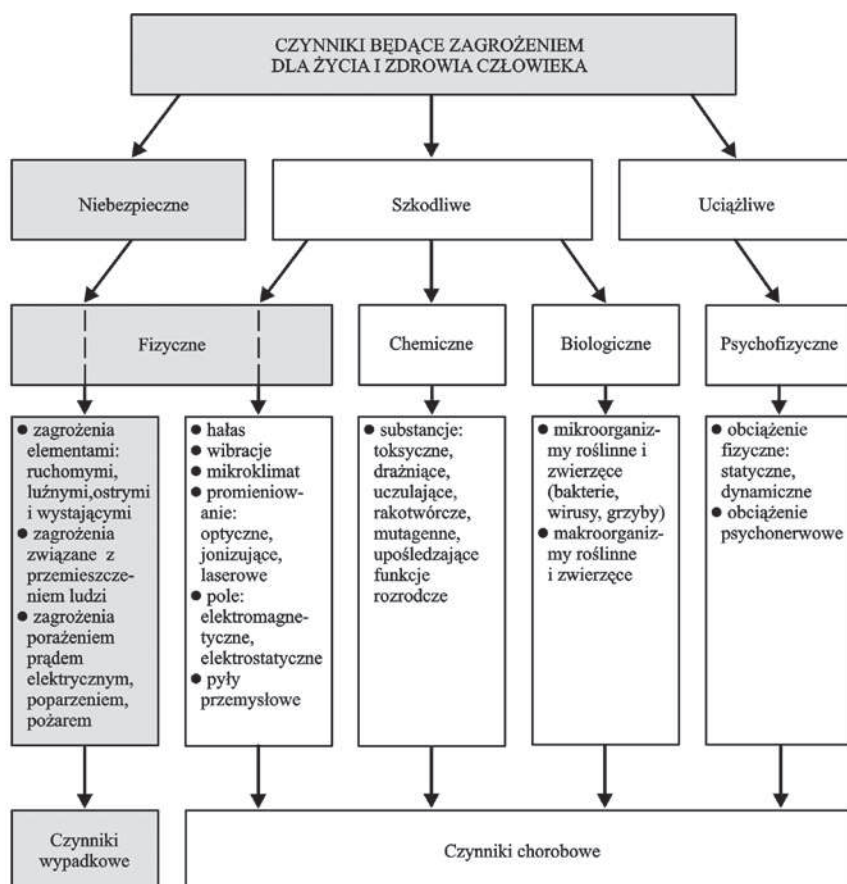 CZYNNIKI BĘDĄCE ZAGROŻENIEM
DLA ŻYCIA I ZDROWIA CZŁOWIEKA
Niebezpieczne
Szkodliwe
Uciążliwe
Fizyczne
Chemiczne
Biologiczne
Psychofizyczne
● zagrożenia
elementami:
ruchomymi,
luźnymi,ostrymi
i wystającymi
● zagrożenia
związane z
przemieszcze-
niem ludzi
● zagrożenia
porażeniem
prądem
elektrycznym,
poparzeniem,
pożarem
● hałas
● wibracje
● mikroklimat
● promieniow-
anie:
optyczne,
jonizujące,
laserowe
● pole:
elektromagne-
tyczne,
elektrostatyczne
● pyły
przemysłowe
● substancje:
toksyczne,
drażniące,
uczulające,
rakotwórcze,
mutagenne,
upośledzające
funkcje
rozrodcze
● mikroorganiz-
my roślinne i
zwierzęce
(bakterie,
wirusy, grzyby)
● makroorganiz-
my roślinne
i zwierzęce
● obciążenie
fizyczne:
statyczne,
dynamiczne
● obciążenie
psychonerwowe
Czynniki
wypadkowe
Czynniki chorobowe